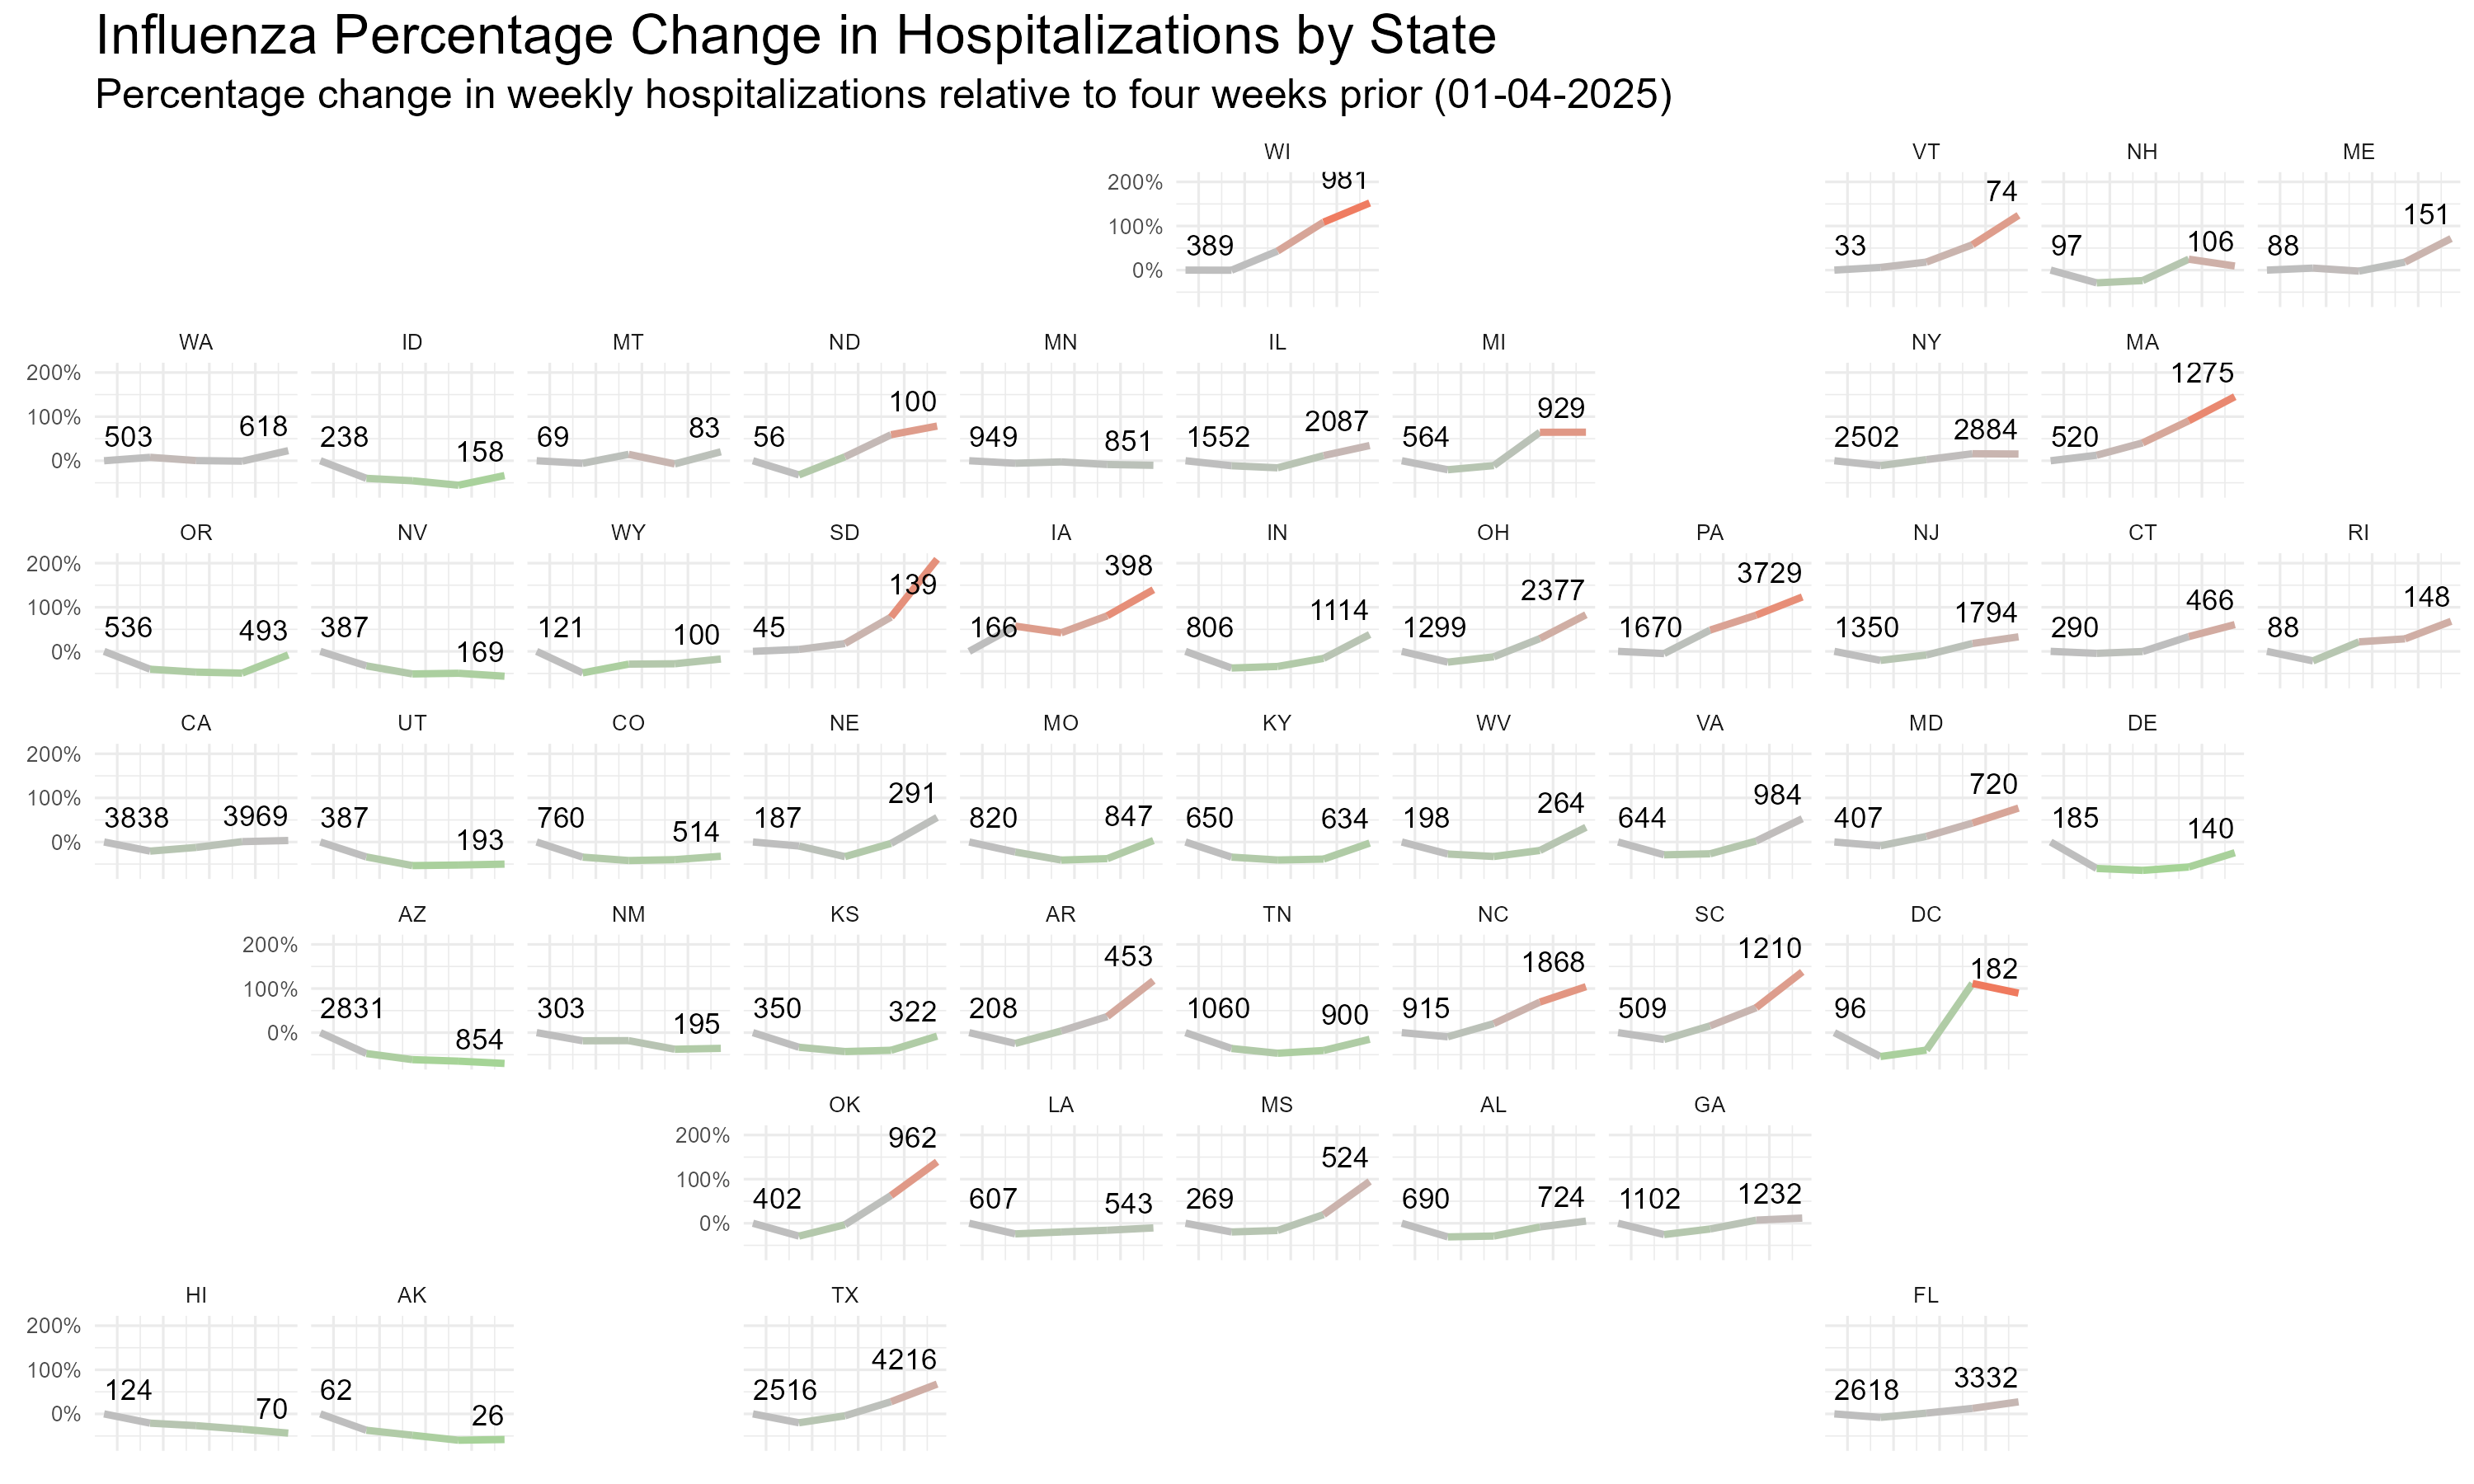 Influenza Percentage Change in Hospitalizations by State
Percentage change in weekly hospitalizations relative to four weeks prior (01-04-2025)
WI VT NH ME
200% 981 74
100% 389 33 97 106 88 151
0%
WA ID MT ND MN IL MI NY MA
200% 1275
100% 503 618 238 158 69 83 56 100 949 851 1552 2087 564 929 2502 2884 520
0%
OR NV WY SD IA IN OH PA NJ CT RI
200%
100% 536 493 387 169 121 100 45 139 166 398 806 1114 1299 2377 1670 3729 1350 1794 290 466 88 148
0%
CA UT CO NE MO KY WV VA MD DE
200%
100% 3838 3969 387 193 760 514 187 291 820 847 650 634 198 264 644 984 407 720 185 140
0%
AZ NM KS AR TN NC SC DC
200%
100% 2831 854 303 195 350 322 208 453 1060 900 915 1868 509 1210 96 182
0%
OK LA MS AL GA
200%
100% 402 962 607 543 269 524 690 724 1102 1232
0%
HI AK TX FL
200%
100% 124 70 62 26 2516 4216 2618 3332
0%